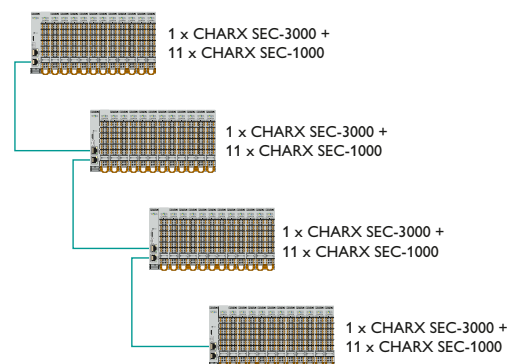 1 x CHARX SEC-3000 +
11 x CHARX SEC-1000
1 x CHARX SEC-3000 +
11 x CHARX SEC-1000
1 x CHARX SEC-3000 +
11 x CHARX SEC-1000
1 x CHARX SEC-3000 +
11 x CHARX SEC-1000